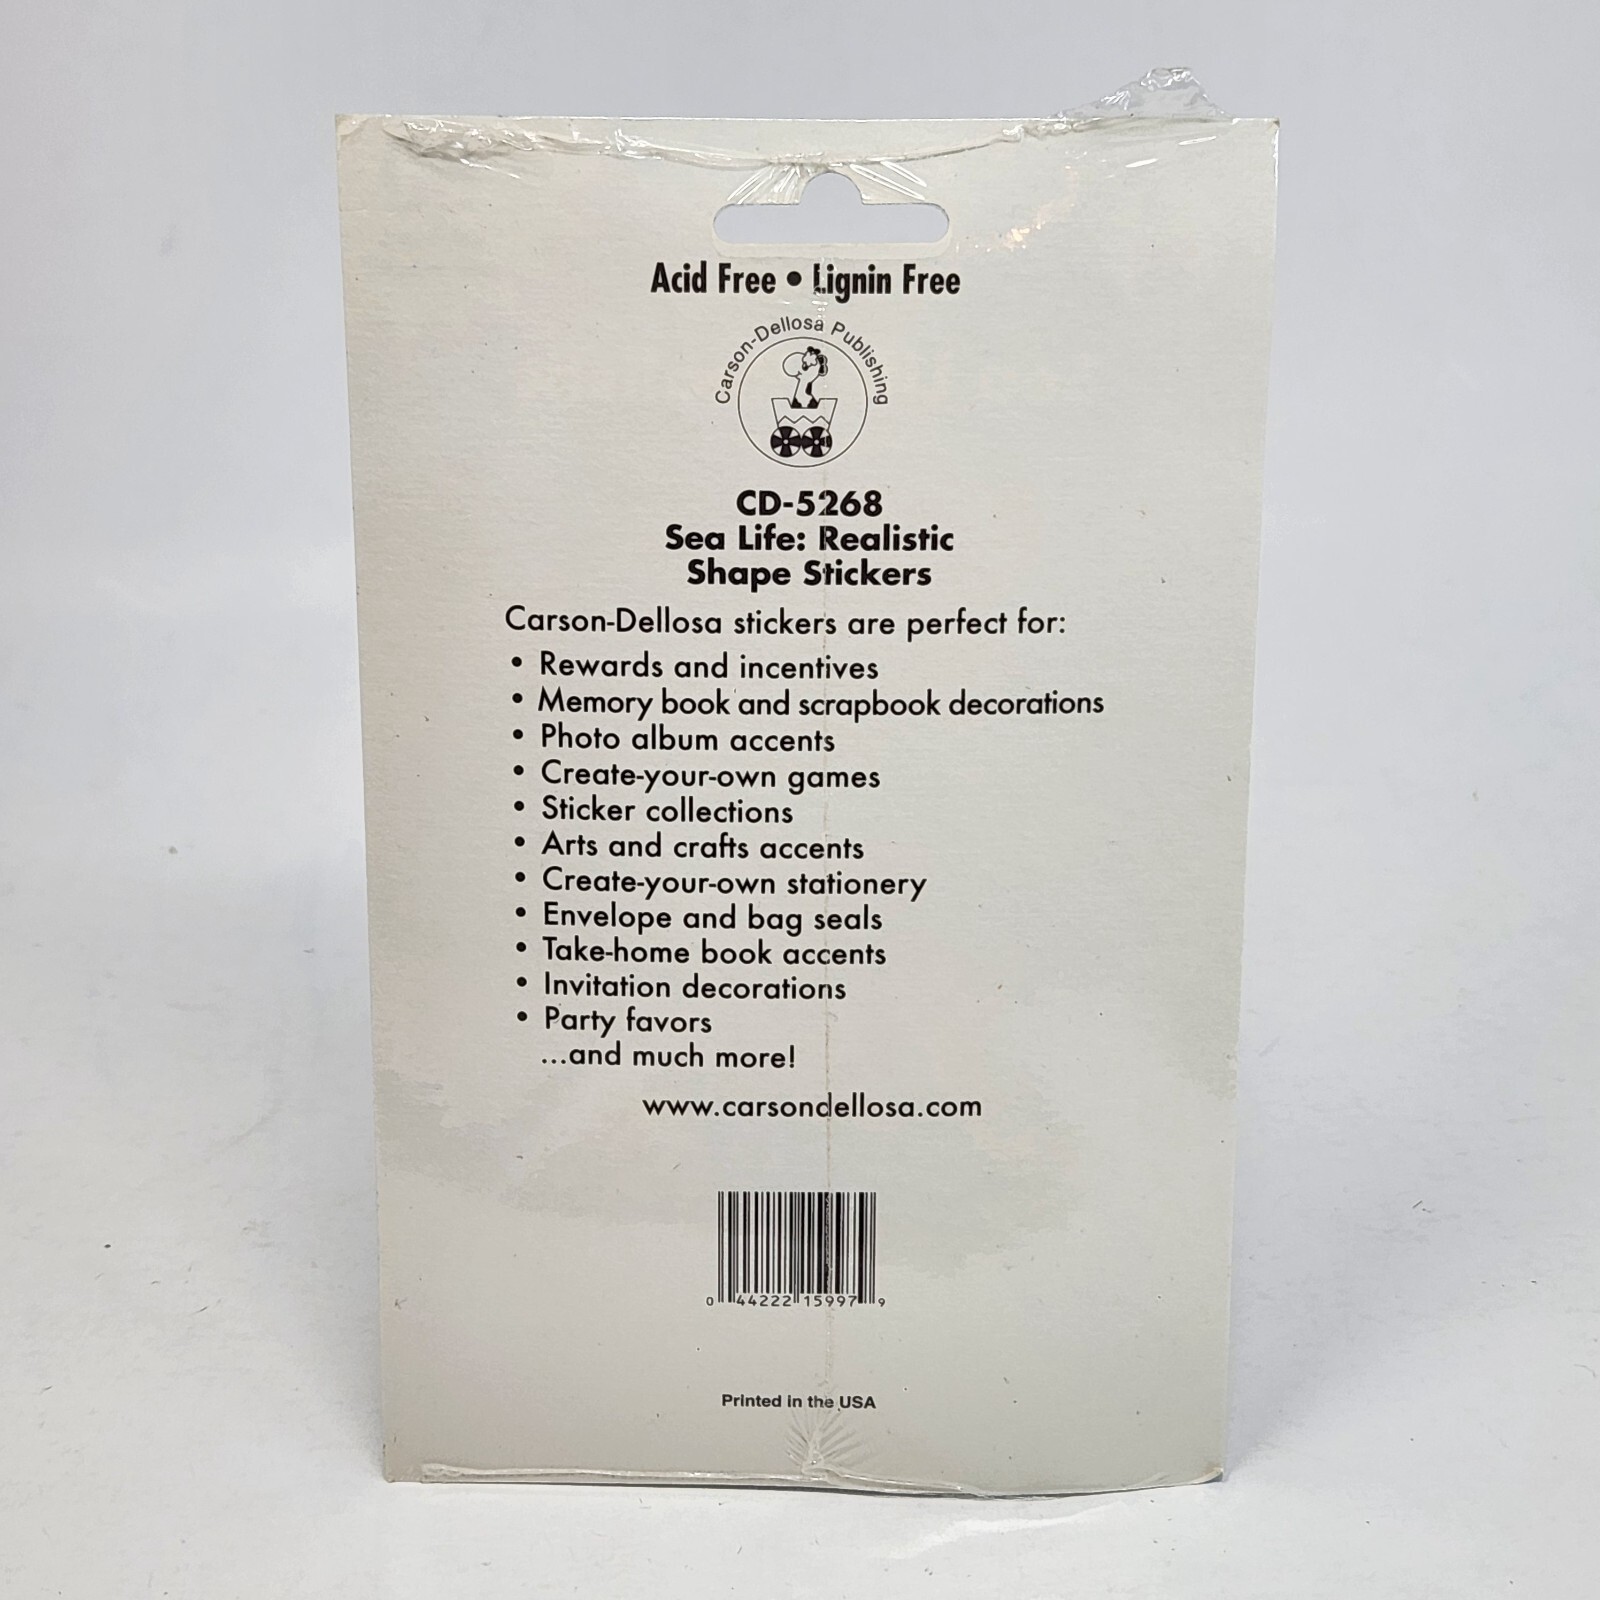 Acid Free • Lignin Free
Carson-Dellosa Publishing
CD-5268
Sea Life: Realistic
Shape Stickers
Carson-Dellosa stickers are perfect for:
• Rewards and incentives
• Memory book and scrapbook decorations
• Photo album accents
• Create-your-own games
• Sticker collections
• Arts and crafts accents
• Create-your-own stationery
• Envelope and bag seals
• Take-home book accents
• Invitation decorations
• Party favors
...and much more!
www.carsondellosa.com
0 44222 15997 9
Printed in the USA